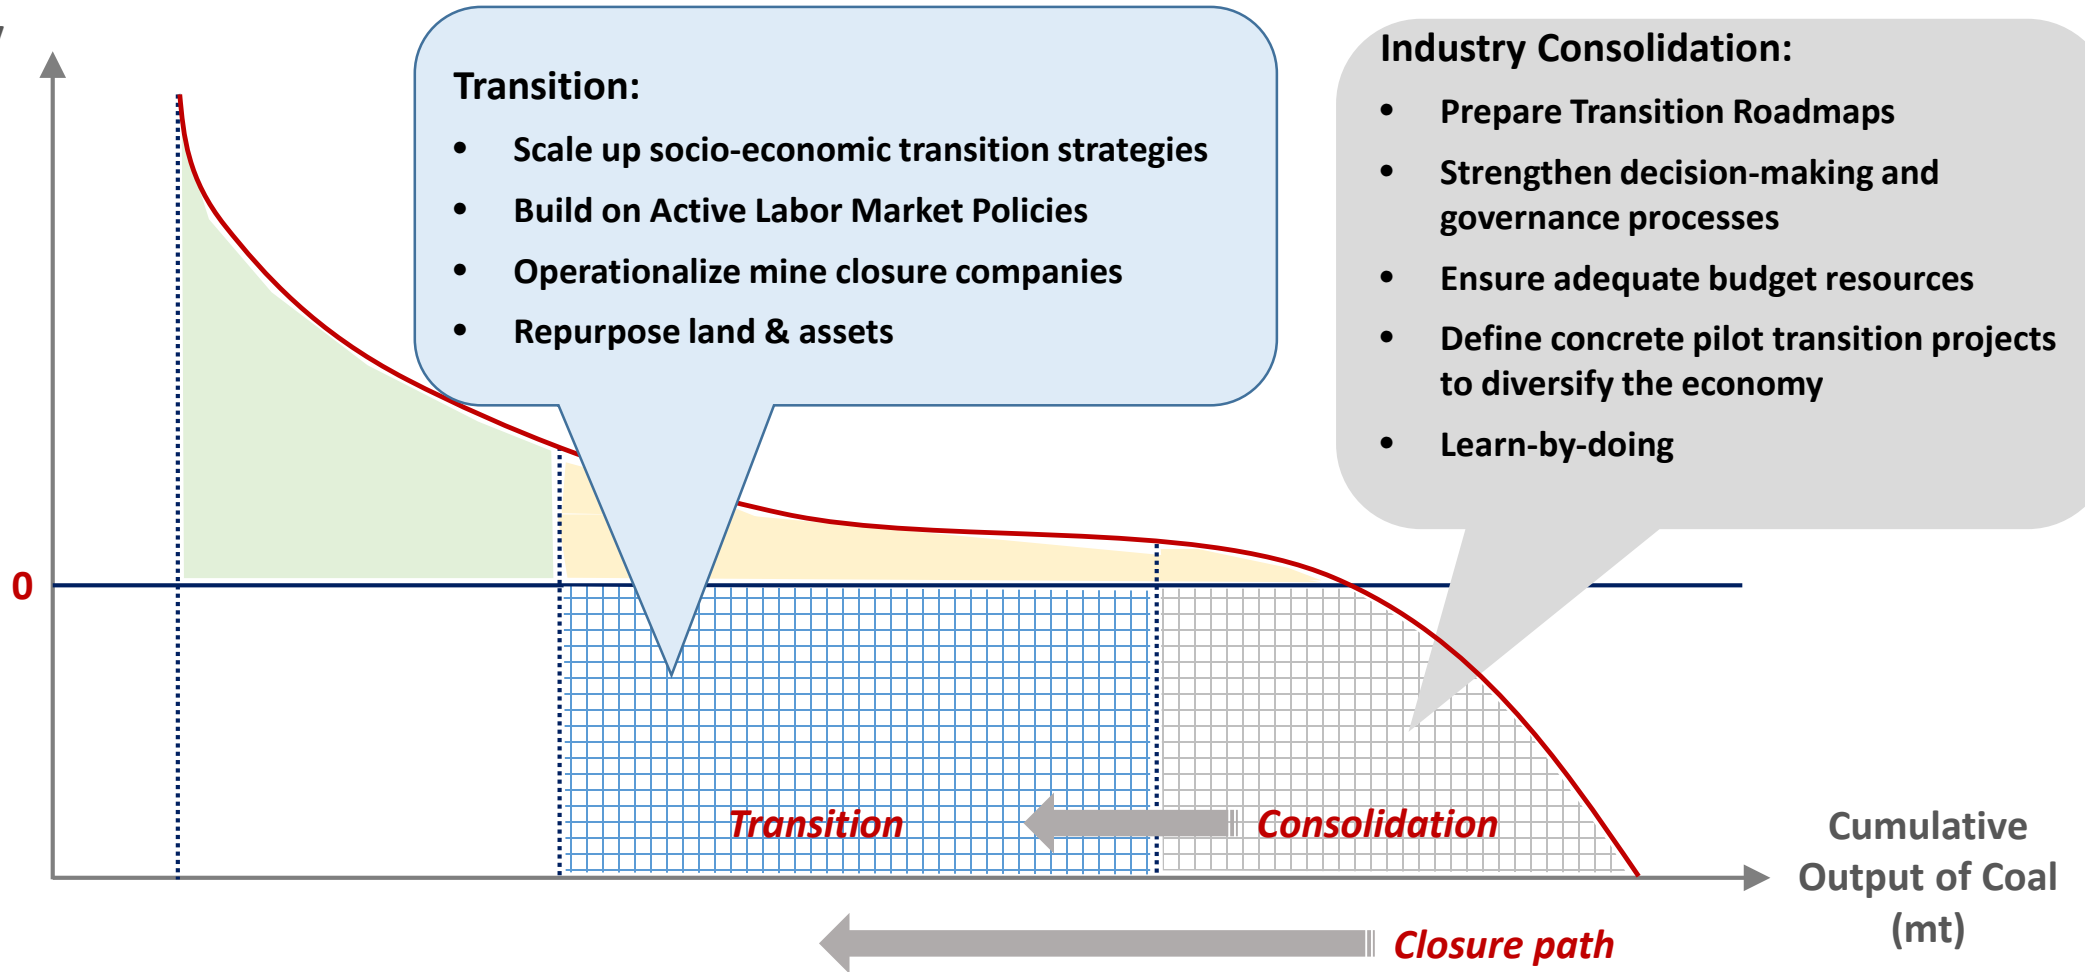 Transition:
• Scale up socio-economic transition strategies
• Build on Active Labor Market Policies
• Operationalize mine closure companies
• Repurpose land & assets
Industry Consolidation:
• Prepare Transition Roadmaps
• Strengthen decision-making and
governance processes
• Ensure adequate budget resources
• Define concrete pilot transition projects
to diversify the economy
• Learn-by-doing
0
Transition
Consolidation
Cumulative
Output of Coal
(mt)
Closure path